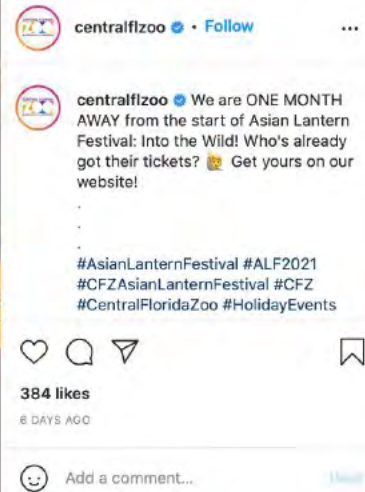 centralflzoo • Follow
centralflzoo We are ONE MONTH
AWAY from the start of Asian Lantern
Festival: Into the Wild! Who's already
got their tickets? 🙋 Get yours on our
website!
.
.
.
#AsianLanternFestival #ALF2021
#CFZAsianLanternFestival #CFZ
#CentralFloridaZoo #HolidayEvents
384 likes
6 DAYS AGO
Add a comment...